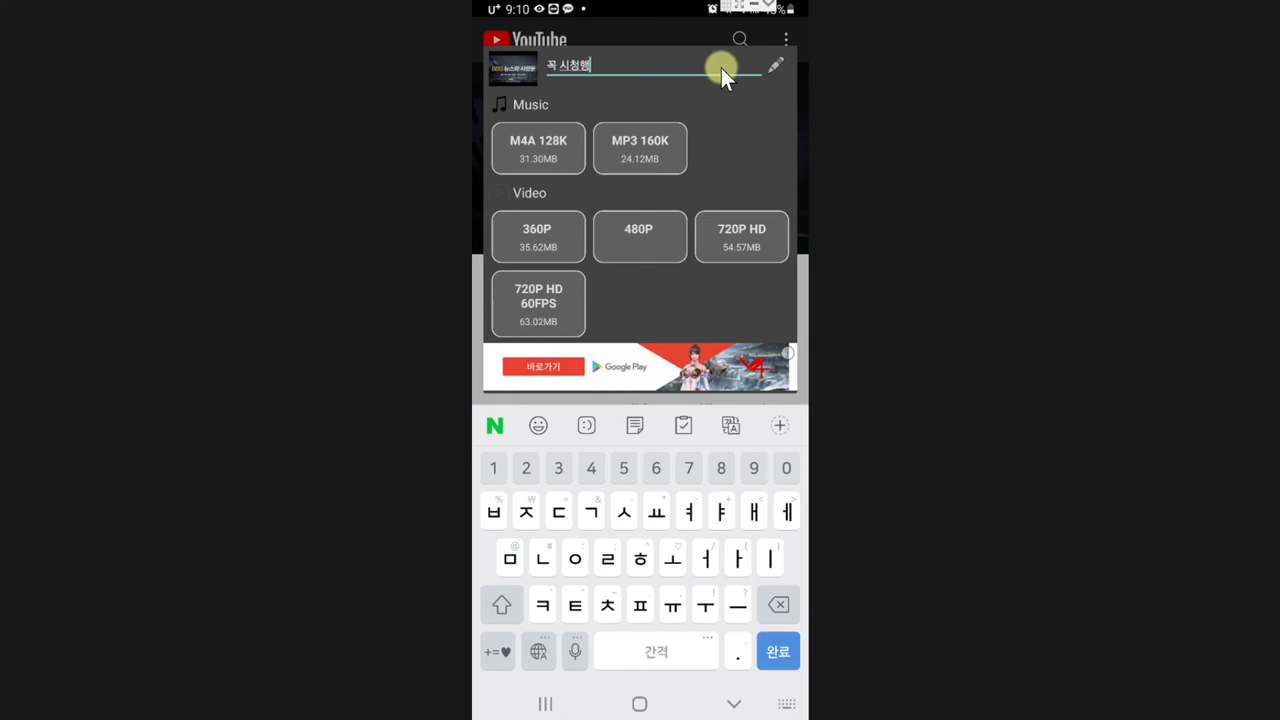 U+ 9:10
YouTube
꼭 시청행
Music
M4A 128K
31.30MB
MP3 160K
24.12MB
Video
360P
35.62MB
480P
720P HD
54.57MB
720P HD
60FPS
63.02MB
바로가기
Google Play
N
1 2 3 4 5 6 7 8 9 0
ㅂ ㅈ ㄷ ㄱ ㅅ ㅛ ㅕ ㅑ ㅐ ㅔ
ㅁ ㄴ ㅇ ㄹ ㅎ ㅗ ㅓ ㅏ ㅣ
ㅋ ㅌ ㅊ ㅍ ㅠ ㅜ ㅡ
+=♥ 간격 . 완료